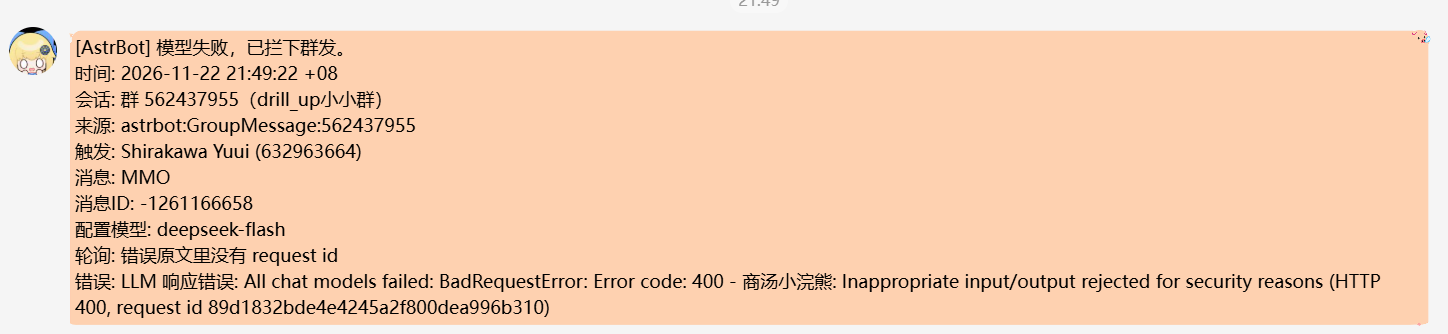 21:49
[AstrBot] 模型失败，已拦下群发。
时间: 2026-11-22 21:49:22 +08
会话: 群 562437955（drill_up小小群）
来源: astrbot:GroupMessage:562437955
触发: Shirakawa Yuui (632963664)
消息: MMO
消息ID: -1261166658
配置模型: deepseek-flash
轮询: 错误原文里没有 request id
错误: LLM 响应错误: All chat models failed: BadRequestError: Error code: 400 - 商汤小浣熊: Inappropriate input/output rejected for security reasons (HTTP
400, request id 89d1832bde4e4245a2f800dea996b310)